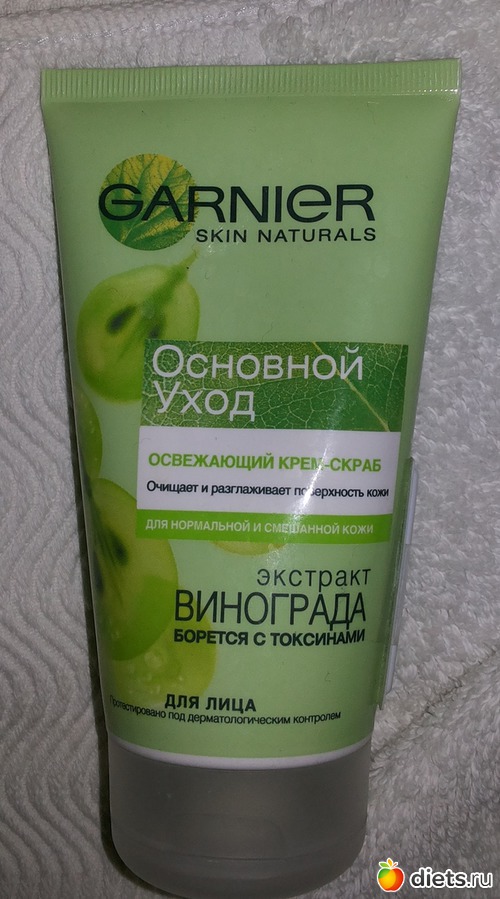 GARNIER
SKIN NATURALS
ОСНОВНОЙ
УХОД
ОСВЕЖАЮЩИЙ КРЕМ-СКРАБ
Очищает и разглаживает поверхность кожи
ДЛЯ НОРМАЛЬНОЙ И СМЕШАННОЙ КОЖИ
экстракт
ВИНОГРАДА
БОРЕТСЯ С ТОКСИНАМИ
ДЛЯ ЛИЦА
Протестировано под дерматологическим контролем
diets.ru